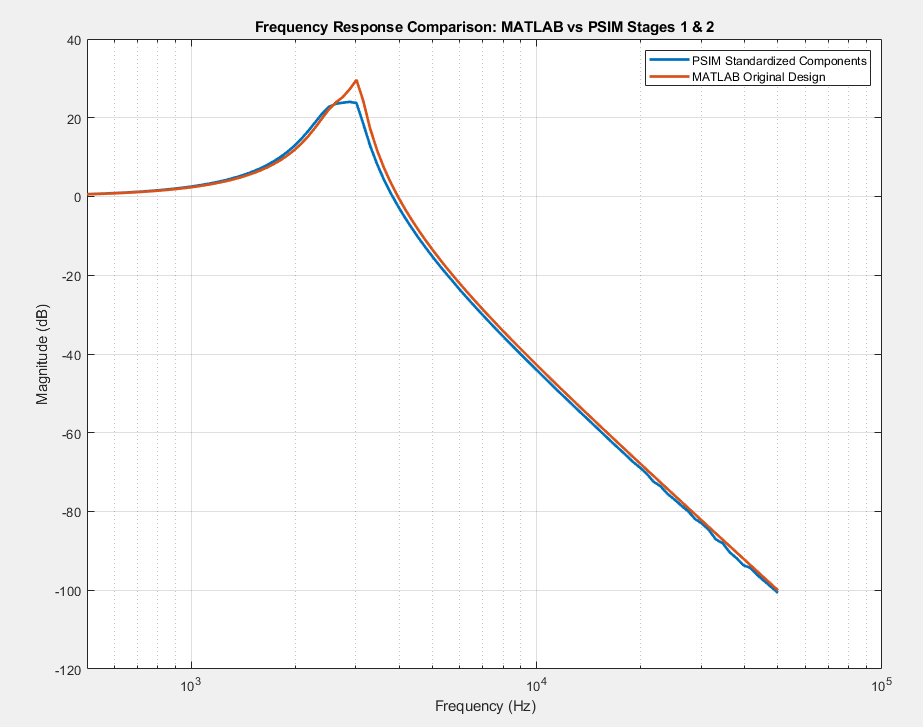 Frequency Response Comparison: MATLAB vs PSIM Stages 1 & 2
PSIM Standardized Components
MATLAB Original Design
40
20
0
-20
-40
-60
-80
-100
-120
Magnitude (dB)
10^3
10^4
10^5
Frequency (Hz)